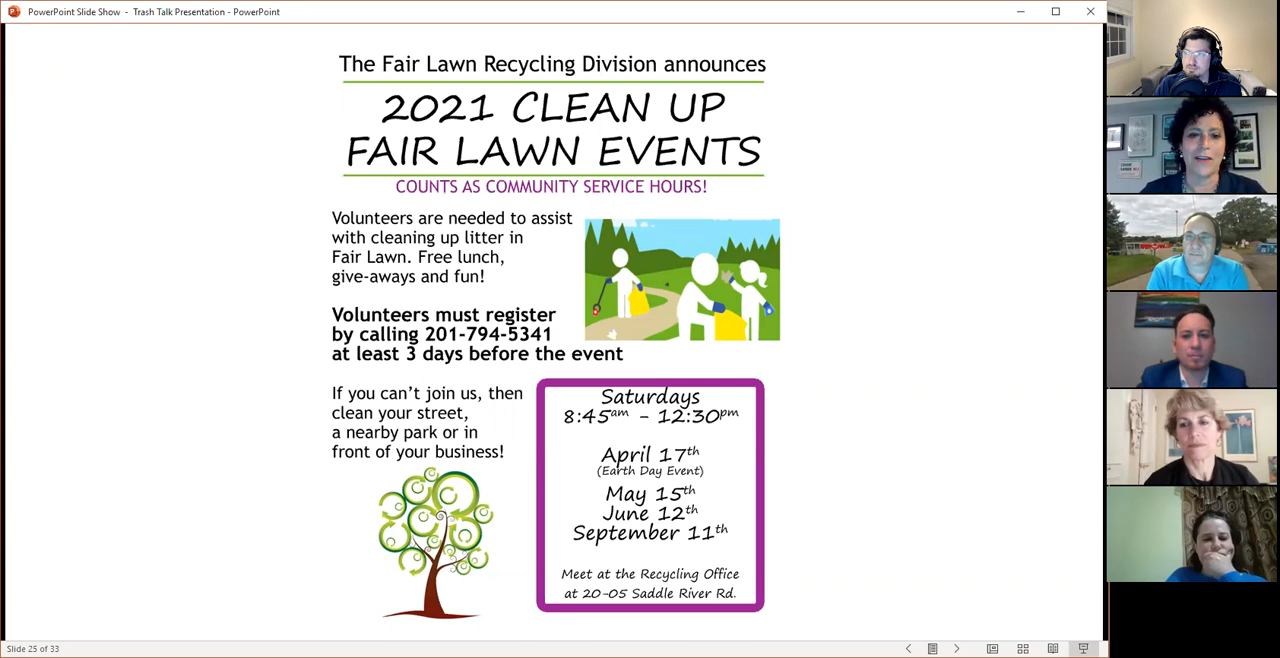 PowerPoint Slide Show - Trash Talk Presentation - PowerPoint
The Fair Lawn Recycling Division announces
2021 CLEAN UP
FAIR LAWN EVENTS
COUNTS AS COMMUNITY SERVICE HOURS!
Volunteers are needed to assist
with cleaning up litter in
Fair Lawn. Free lunch,
give-aways and fun!
Volunteers must register
by calling 201-794-5341
at least 3 days before the event
If you can't join us, then
clean your street,
a nearby park or in
front of your business!
Saturdays
8:45am - 12:30pm
April 17th
(Earth Day Event)
May 15th
June 12th
September 11th
Meet at the Recycling Office
at 20-05 Saddle River Rd.
Slide 25 of 33